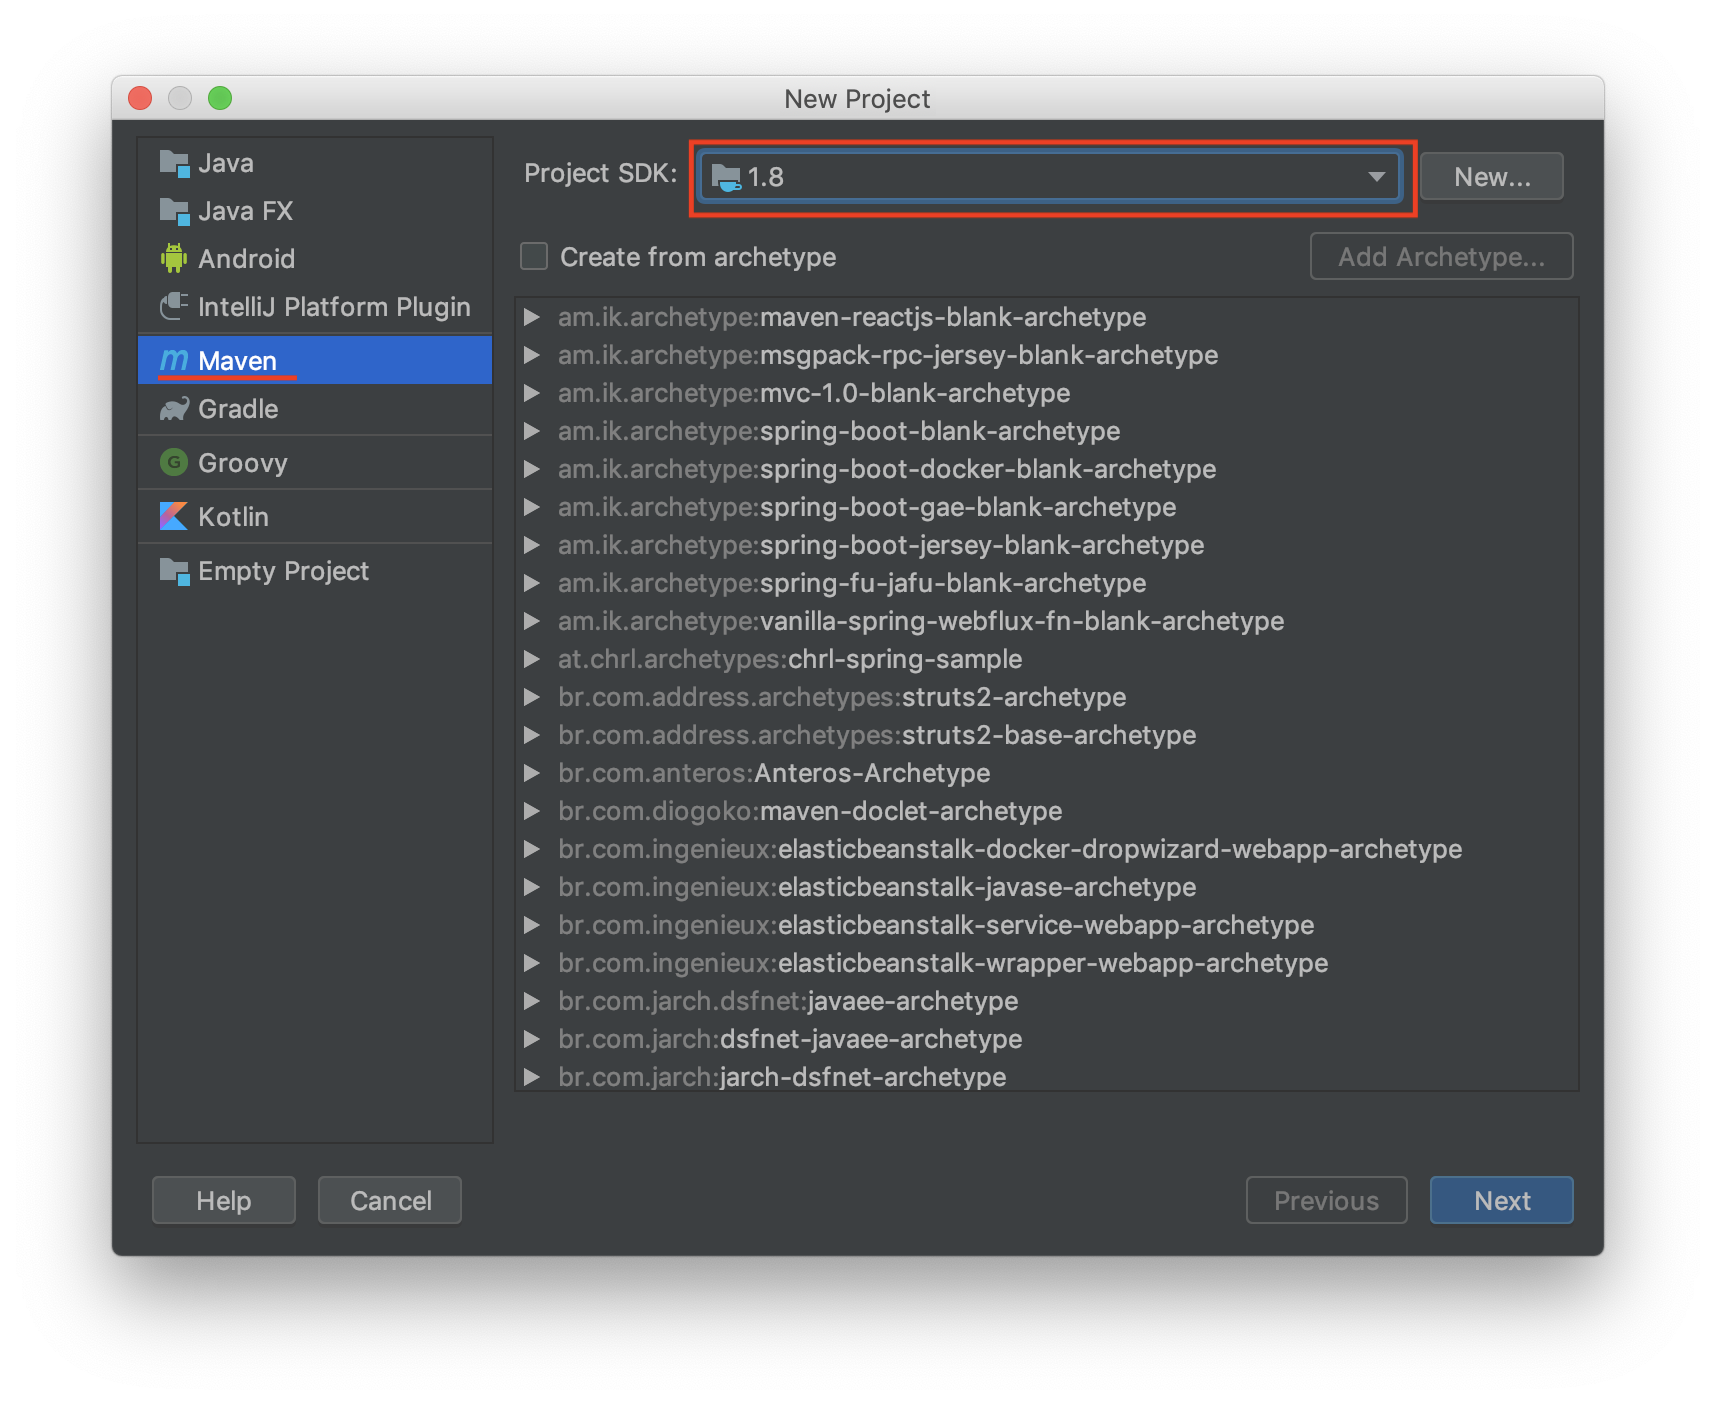 New Project
Java
Java FX
Android
IntelliJ Platform Plugin
Maven
Gradle
Groovy
Kotlin
Empty Project
Project SDK: 1.8 New...
Create from archetype Add Archetype...
am.ik.archetype:maven-reactjs-blank-archetype
am.ik.archetype:msgpack-rpc-jersey-blank-archetype
am.ik.archetype:mvc-1.0-blank-archetype
am.ik.archetype:spring-boot-blank-archetype
am.ik.archetype:spring-boot-docker-blank-archetype
am.ik.archetype:spring-boot-gae-blank-archetype
am.ik.archetype:spring-boot-jersey-blank-archetype
am.ik.archetype:spring-fu-jafu-blank-archetype
am.ik.archetype:vanilla-spring-webflux-fn-blank-archetype
at.chrl.archetypes:chrl-spring-sample
br.com.address.archetypes:struts2-archetype
br.com.address.archetypes:struts2-base-archetype
br.com.anteros:Anteros-Archetype
br.com.diogoko:maven-doclet-archetype
br.com.ingenieux:elasticbeanstalk-docker-dropwizard-webapp-archetype
br.com.ingenieux:elasticbeanstalk-javase-archetype
br.com.ingenieux:elasticbeanstalk-service-webapp-archetype
br.com.ingenieux:elasticbeanstalk-wrapper-webapp-archetype
br.com.jarch.dsfnet:javaee-archetype
br.com.jarch:dsfnet-javaee-archetype
br.com.jarch:jarch-dsfnet-archetype
Help Cancel Previous Next